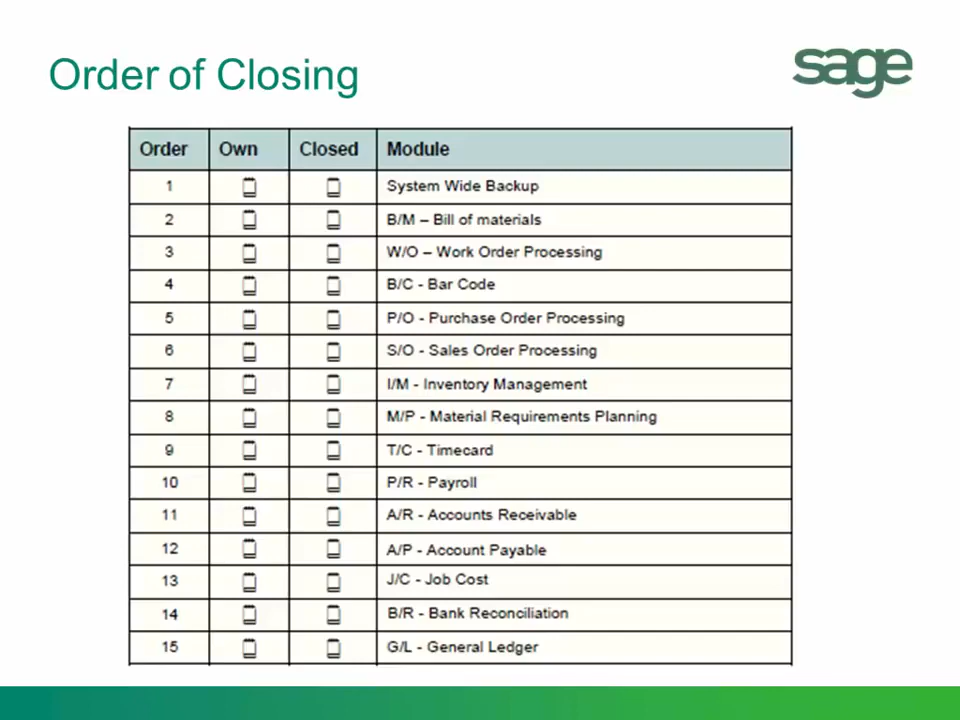 Order of Closing
sage
Order Own Closed Module
1 System Wide Backup
2 B/M – Bill of materials
3 W/O – Work Order Processing
4 B/C - Bar Code
5 P/O - Purchase Order Processing
6 S/O - Sales Order Processing
7 I/M - Inventory Management
8 M/P - Material Requirements Planning
9 T/C - Timecard
10 P/R - Payroll
11 A/R - Accounts Receivable
12 A/P - Account Payable
13 J/C - Job Cost
14 B/R - Bank Reconciliation
15 G/L - General Ledger